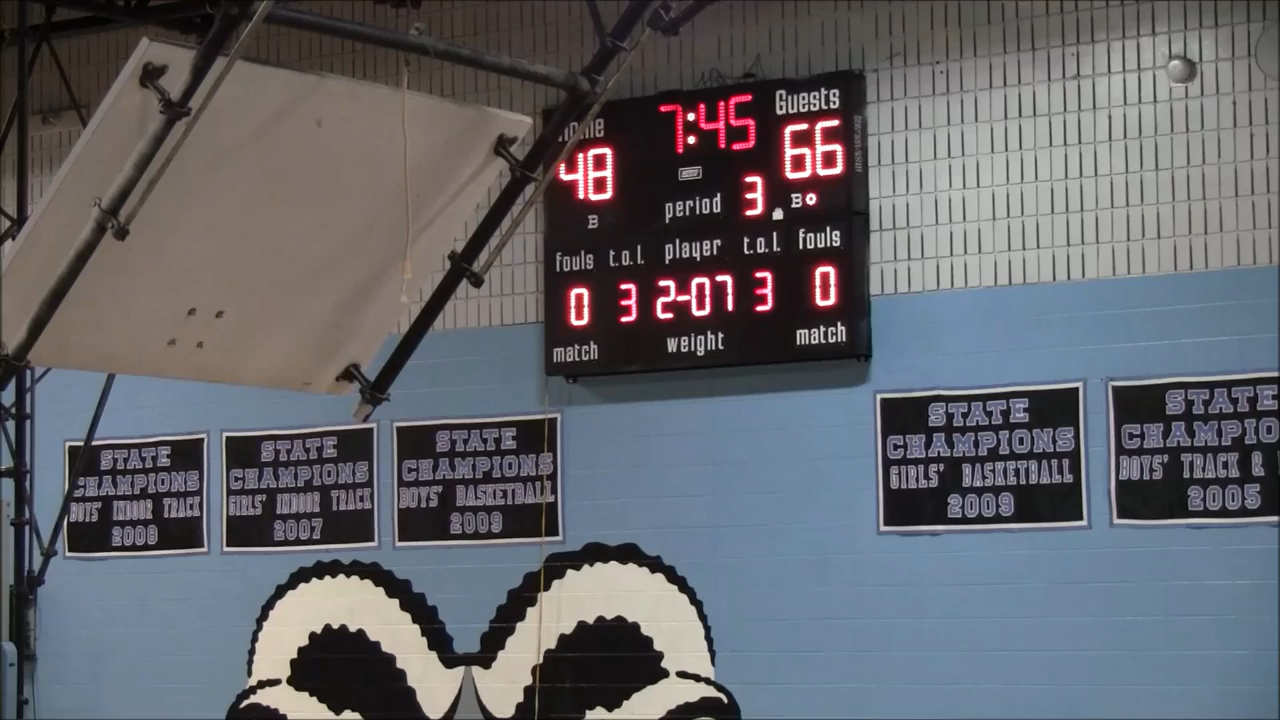 Home 7:45 Guests
48 66
period 3
B B
fouls t.o.l. player t.o.l. fouls
0 3 2-07 3 0
match weight match
STATE
CHAMPIONS
BOYS' INDOOR TRACK
2008
STATE
CHAMPIONS
GIRLS' INDOOR TRACK
2007
STATE
CHAMPIONS
BOYS' BASKETBALL
2009
STATE
CHAMPIONS
GIRLS' BASKETBALL
2009
STATE
CHAMPIO
BOYS' TRACK &
2005